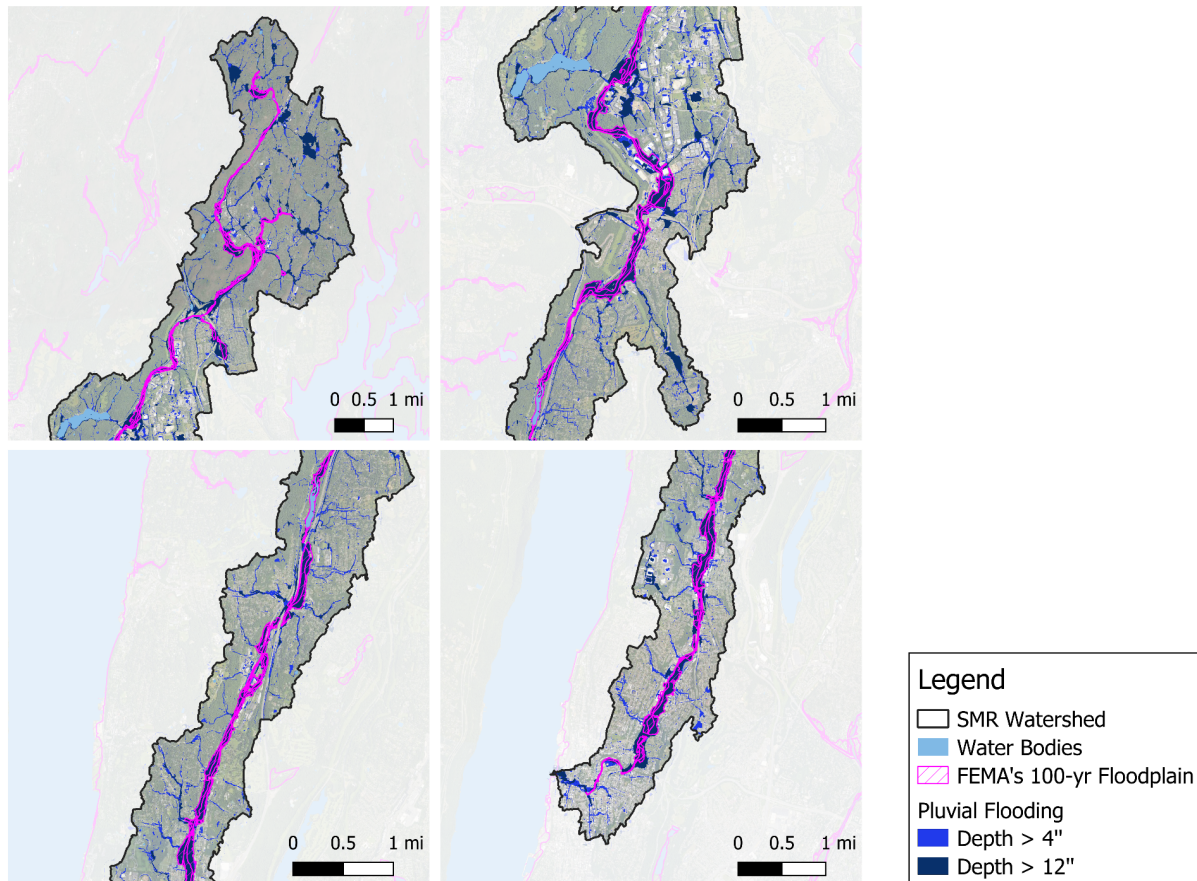 0 0.5 1 mi
0 0.5 1 mi
0 0.5 1 mi
0 0.5 1 mi
Legend
SMR Watershed
Water Bodies
FEMA's 100-yr Floodplain
Pluvial Flooding
Depth > 4"
Depth > 12"